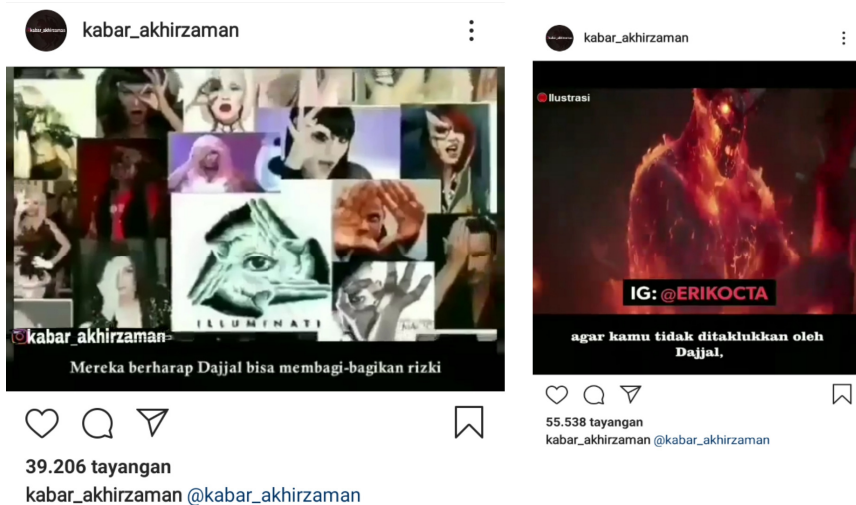 kabar_akhirzaman
ILLUMINATI
kabar_akhirzaman
Mereka berharap Dajjal bisa membagi-bagikan rizki
39.206 tayangan
kabar_akhirzaman @kabar_akhirzaman
kabar_akhirzaman
Ilustrasi
IG: @ERIKOCTA
agar kamu tidak ditaklukkan oleh
Dajjal,
55.538 tayangan
kabar_akhirzaman @kabar_akhirzaman